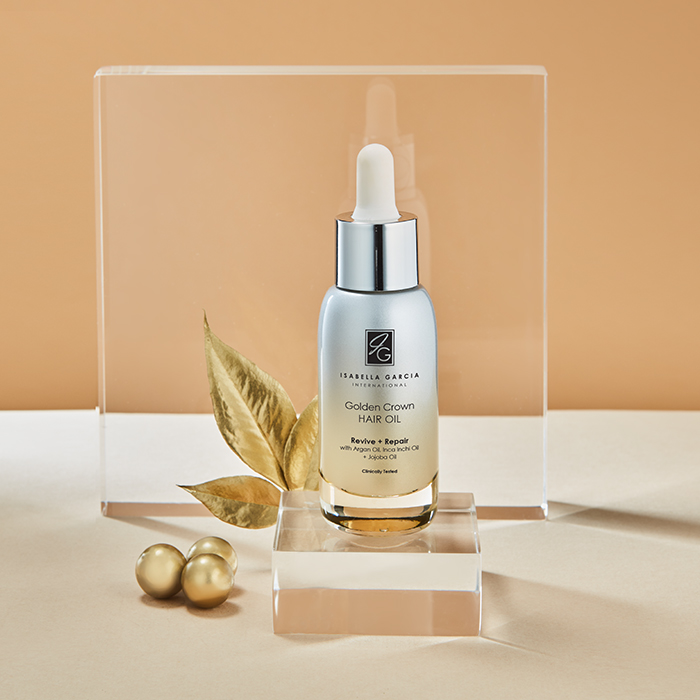 IG
ISABELLA GARCIA
INTERNATIONAL
Golden Crown
HAIR OIL
Revive + Repair
with Argan Oil, Inca Inchi Oil
+ Jojoba Oil
Clinically Tested